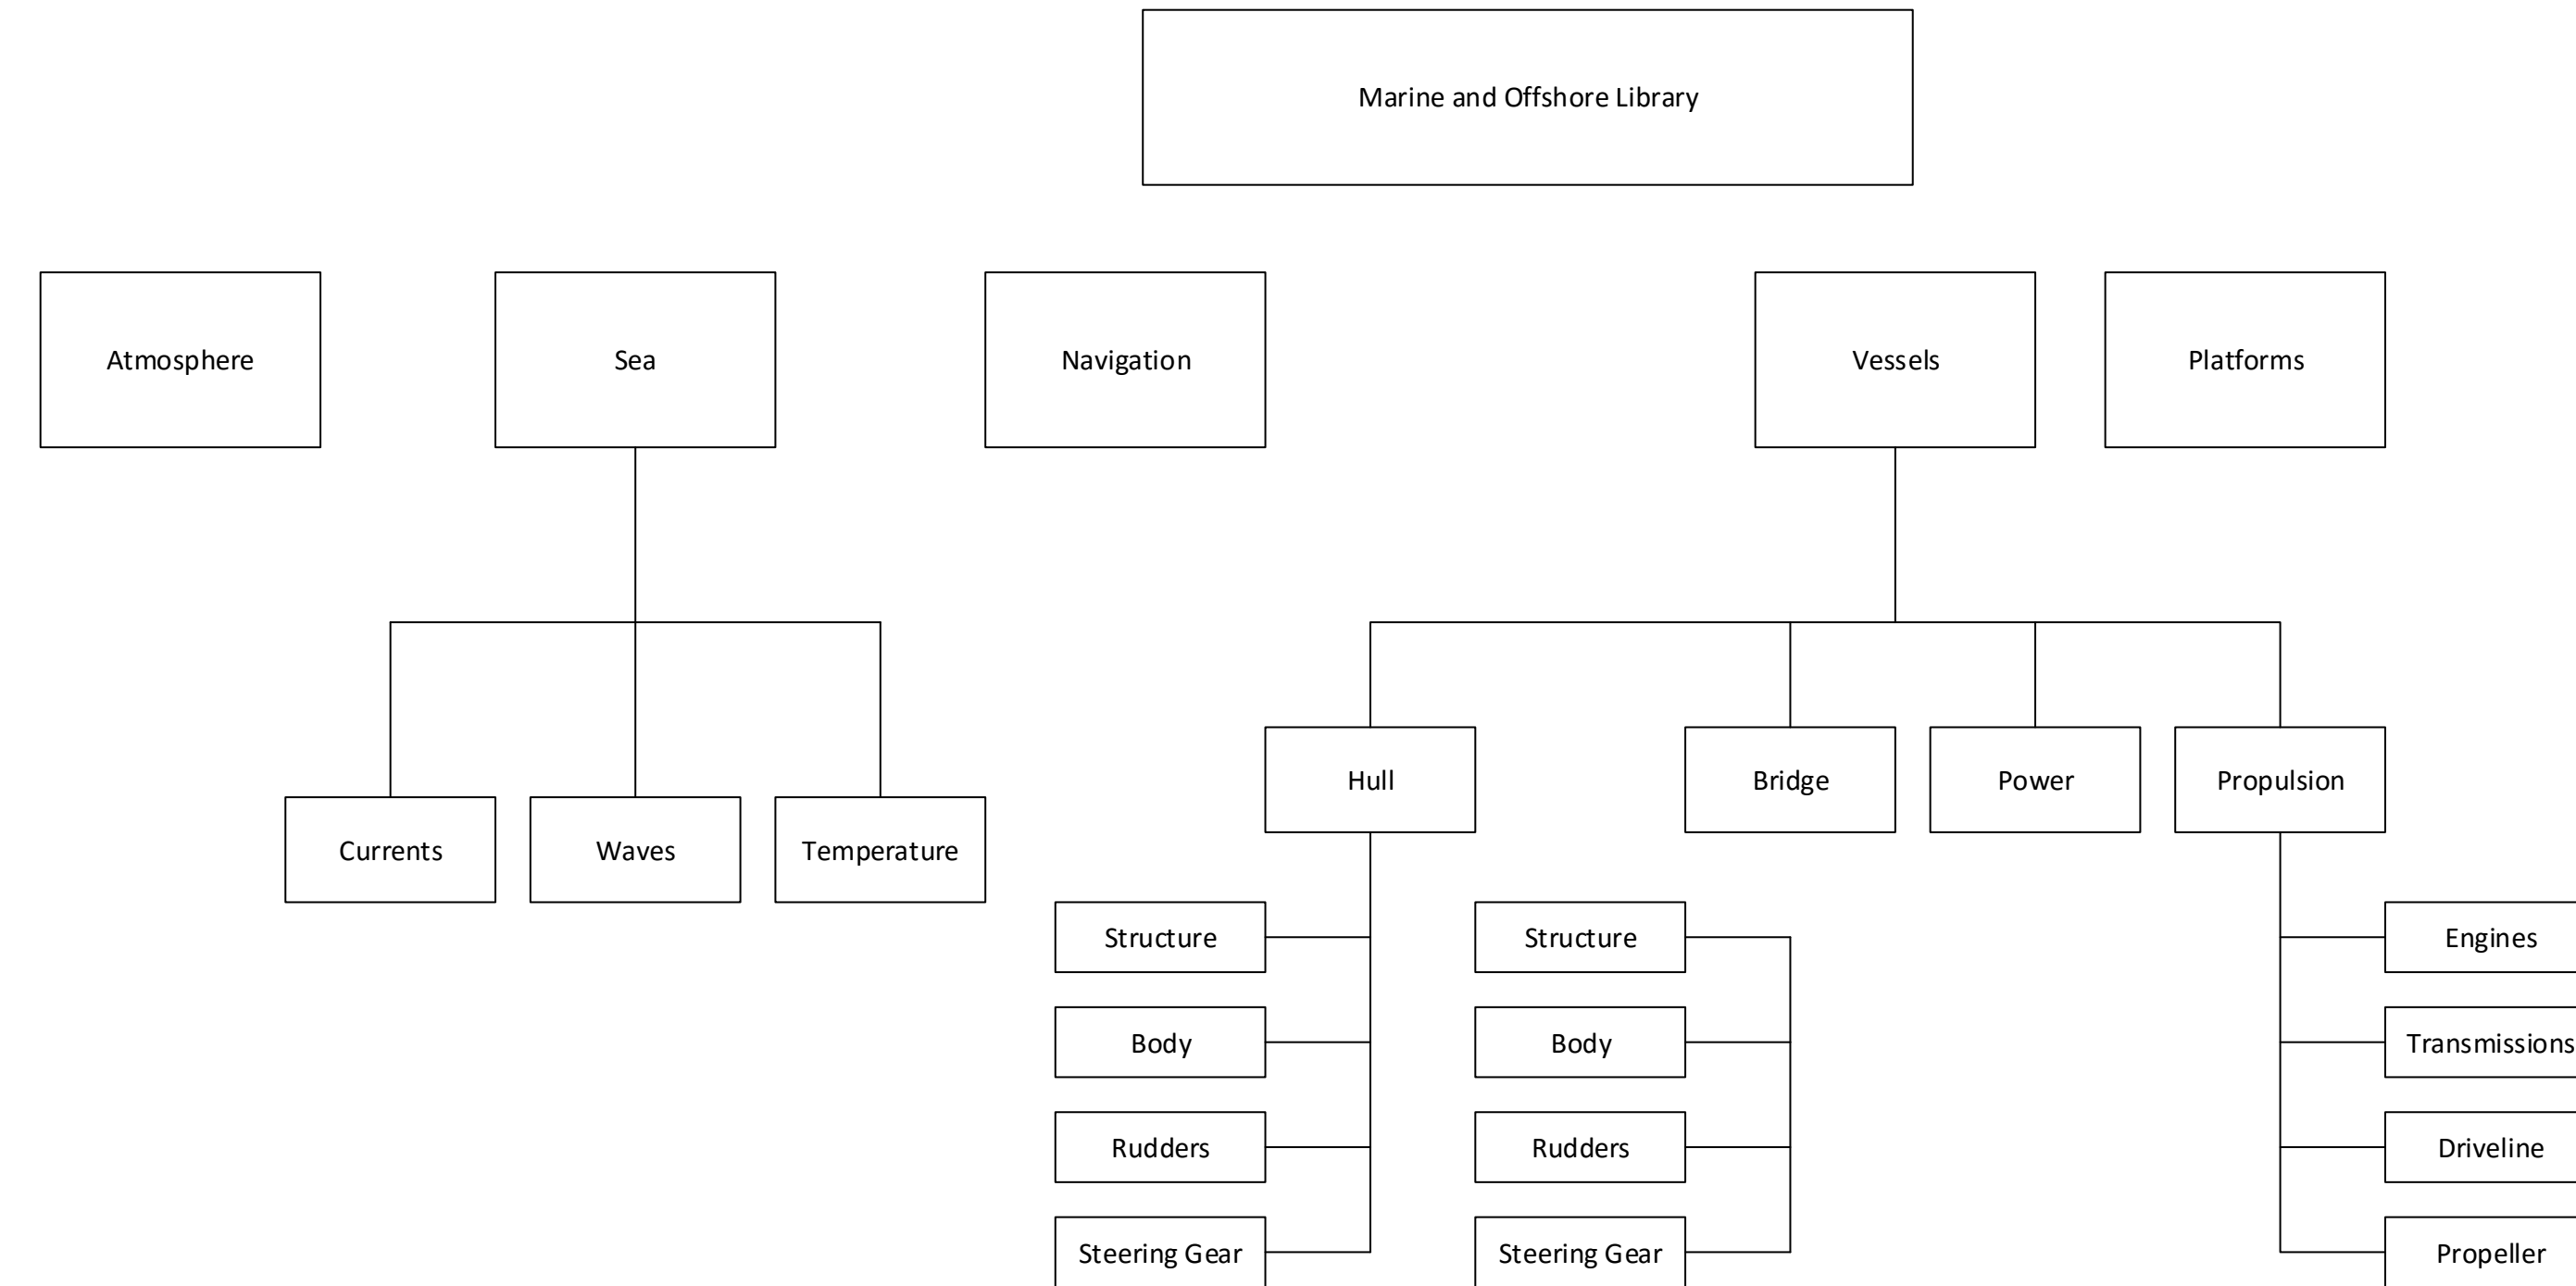 Marine and Offshore Library
Atmosphere
Sea
Navigation
Vessels
Platforms
Hull
Bridge
Power
Propulsion
Currents
Waves
Temperature
Structure
Structure
Engines
Body
Body
Transmissions
Rudders
Rudders
Driveline
Steering Gear
Steering Gear
Propeller